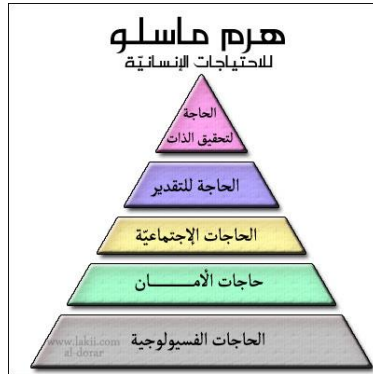 هرم ماسلو
للاحتياجات الإنسانيّة
الحاجة
لتحقيق الذات
الحاجة للتقدير
الحاجات الإجتماعيّة
حاجات الأمــــــان
الحاجات الفسيولوجية
www.lakii.com
al-dorar